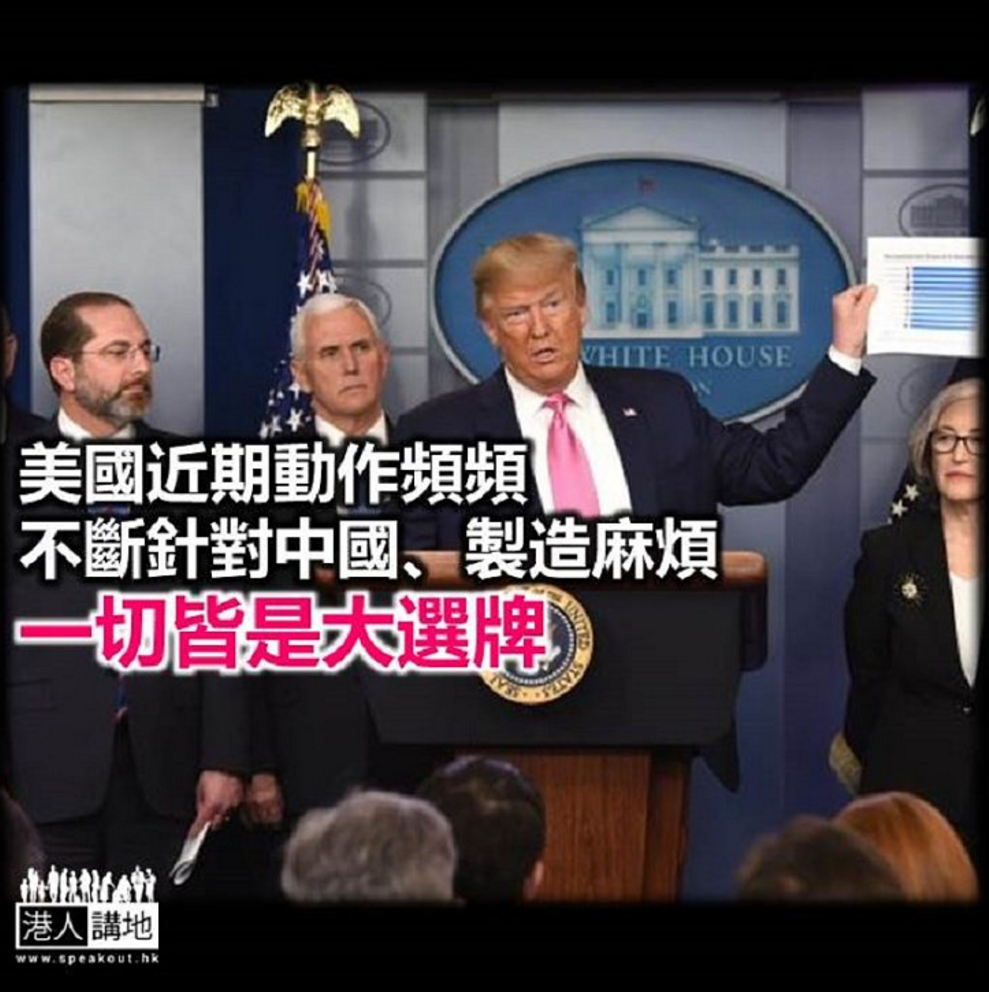 THE WHITE HOUSE
美國近期動作頻頻
不斷針對中國、製造麻煩
一切皆是大選牌
港人講地
www.speakout.hk